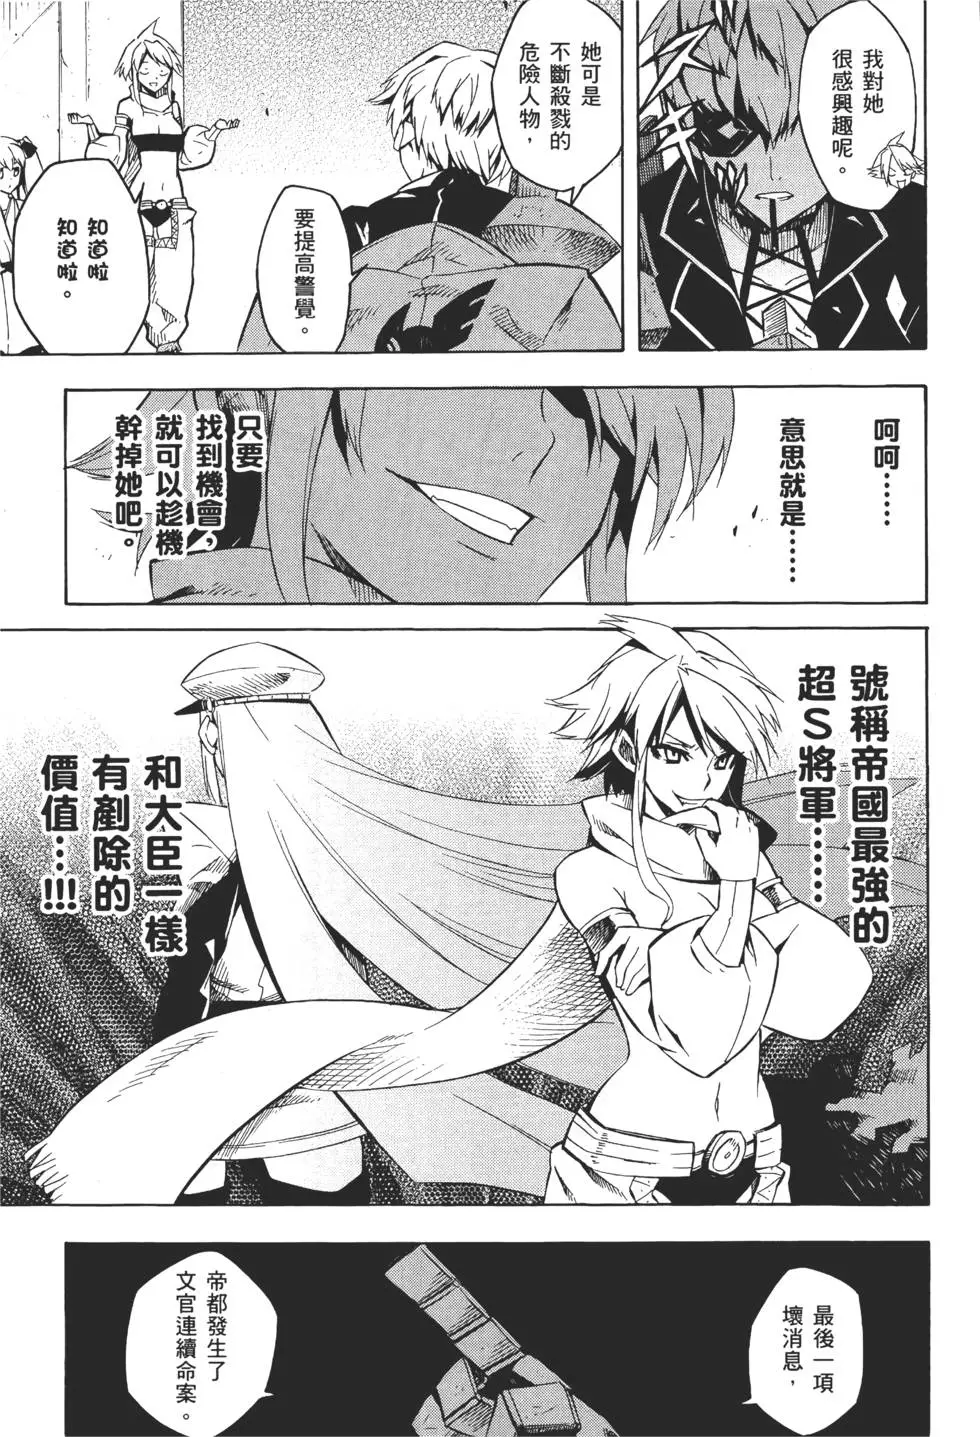 我對她
很感興趣呢。
她可是
不斷殺戮的
危險人物，
要提高警覺。
知道啦
知道啦。
呵呵……
意思就是……
只要
找到機會，
就可以趁機
幹掉她吧。
號稱帝國最強的
超S將軍……
和大臣一樣
有剷除的
價值…!!!
最後一項
壞消息，
帝都發生了
文官連續命案。